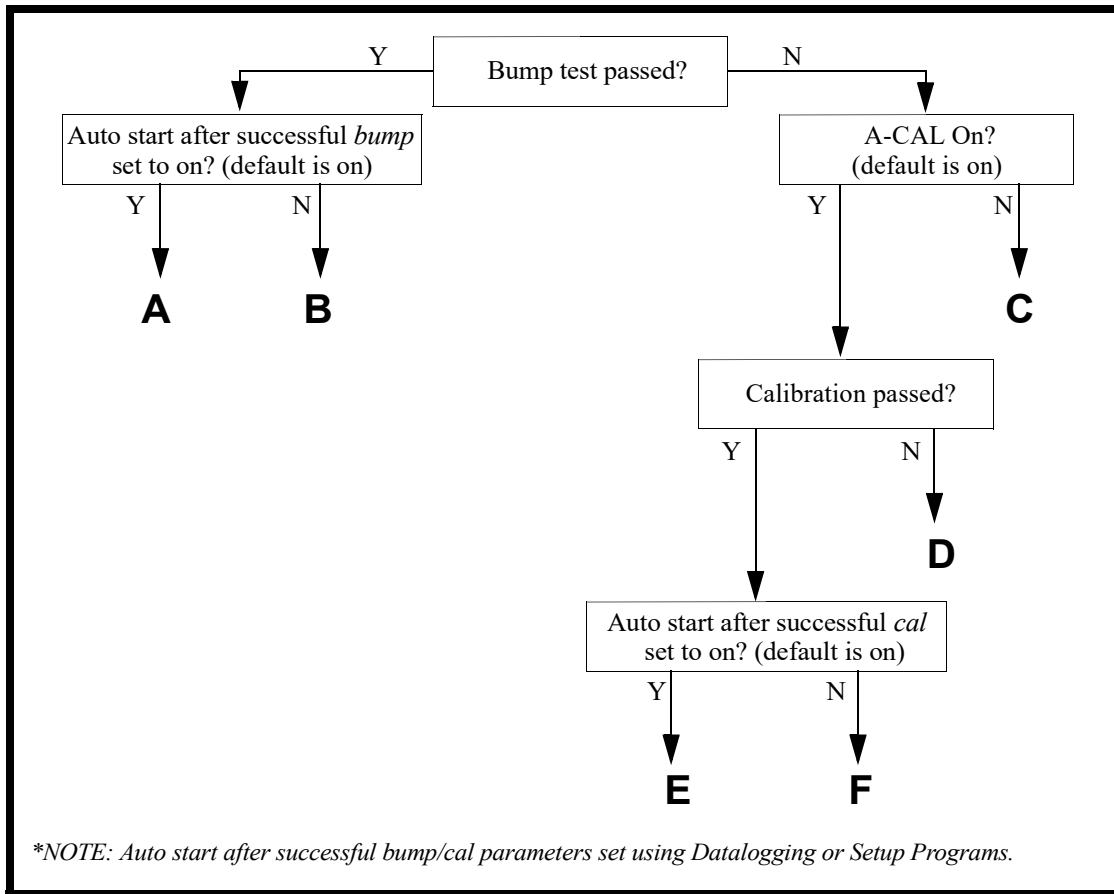 Y
Bump test passed?
N
Auto start after successful bump
set to on? (default is on)
A-CAL On?
(default is on)
Y
N
Y
N
A
B
C
Calibration passed?
Y
N
D
Auto start after successful cal
set to on? (default is on)
Y
N
E
F
*NOTE: Auto start after successful bump/cal parameters set using Datalogging or Setup Programs.